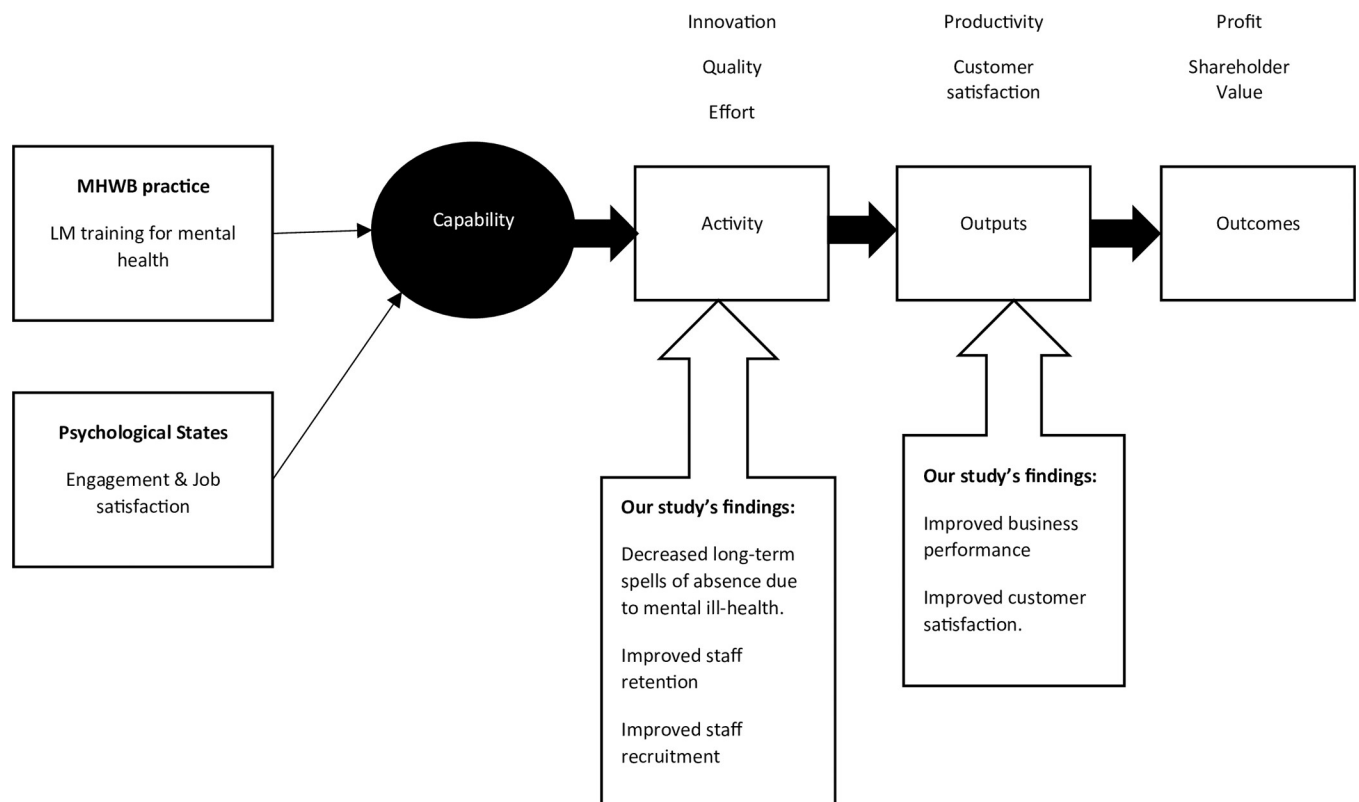 Innovation
Quality
Effort
Productivity
Customer
satisfaction
Profit
Shareholder
Value
MHWB practice
LM training for mental
health
Capability
Activity
Outputs
Outcomes
Psychological States
Engagement & Job
satisfaction
Our study’s findings:
Decreased long-term
spells of absence due
to mental ill-health.
Improved staff
retention
Improved staff
recruitment
Our study’s findings:
Improved business
performance
Improved customer
satisfaction.